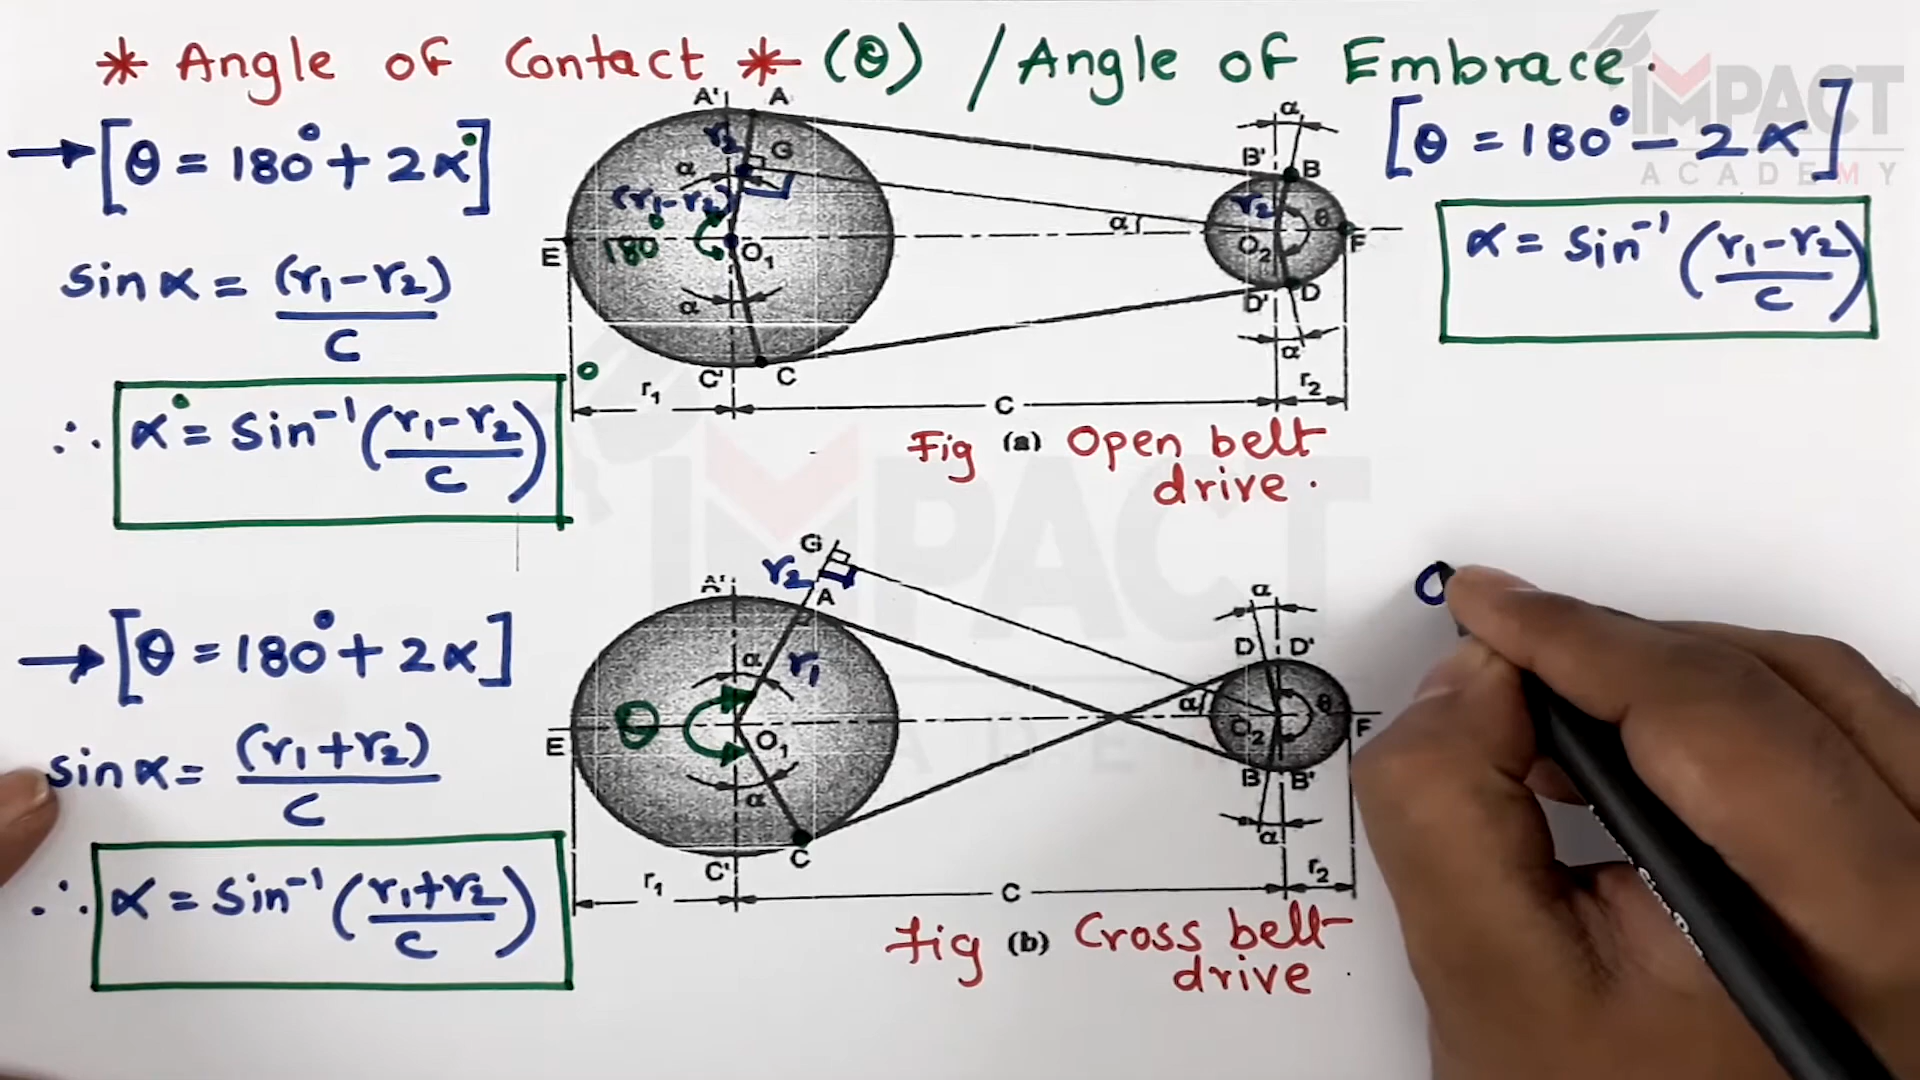 * Angle of Contact * (θ) / Angle of Embrace.
IMPACT
ACADEMY
→ [θ = 180° + 2α°]
sin α = (r₁-r₂)/C
∴ α° = sin⁻¹ (r₁-r₂/C)
[θ = 180° - 2α]
α = sin⁻¹ (r₁-r₂/C)
A' A
r₂ G
α
(r₁-r₂)
180°
E O₁
α
C' C
r₁ C r₂
α
B' B
r₂ θ
α O₂ F
D' D
α
Fig (a) Open belt
drive.
IMPACT
ACADEMY
→ [θ = 180° + 2α]
sin α = (r₁+r₂)/C
∴ α = sin⁻¹ (r₁+r₂/C)
G
r₂
A' A
α r₁
θ
E O₁
α
C' C
r₁ C r₂
α
D D'
α θ
O₂ F
B B'
α
Fig (b) Cross belt
drive.